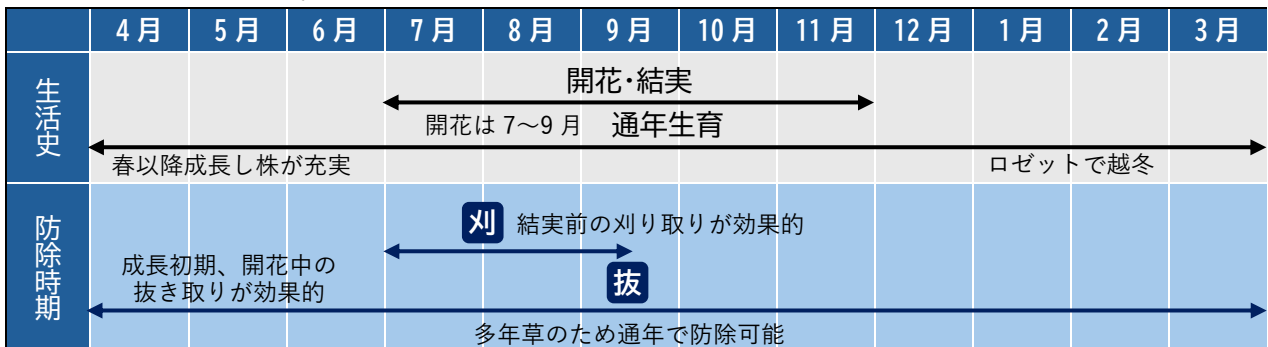 4月 5月 6月 7月 8月 9月 10月 11月 12月 1月 2月 3月
生活史
開花・結実
開花は 7～9 月 通年生育
春以降成長し株が充実 ロゼットで越冬
防除時期
刈 結実前の刈り取りが効果的
成長初期、開花中の
抜き取りが効果的
抜
多年草のため通年で防除可能